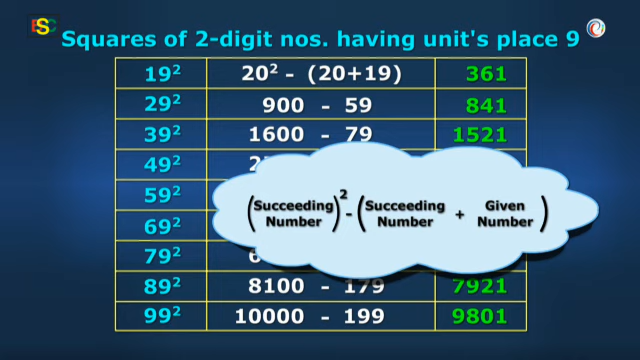 ESC
Squares of 2-digit nos. having unit's place 9
19² 20² - (20+19) 361
29² 900 - 59 841
39² 1600 - 79 1521
49²
59²
69²
79²
(Succeeding Number)² - (Succeeding Number + Given Number)
89² 8100 - 179 7921
99² 10000 - 199 9801